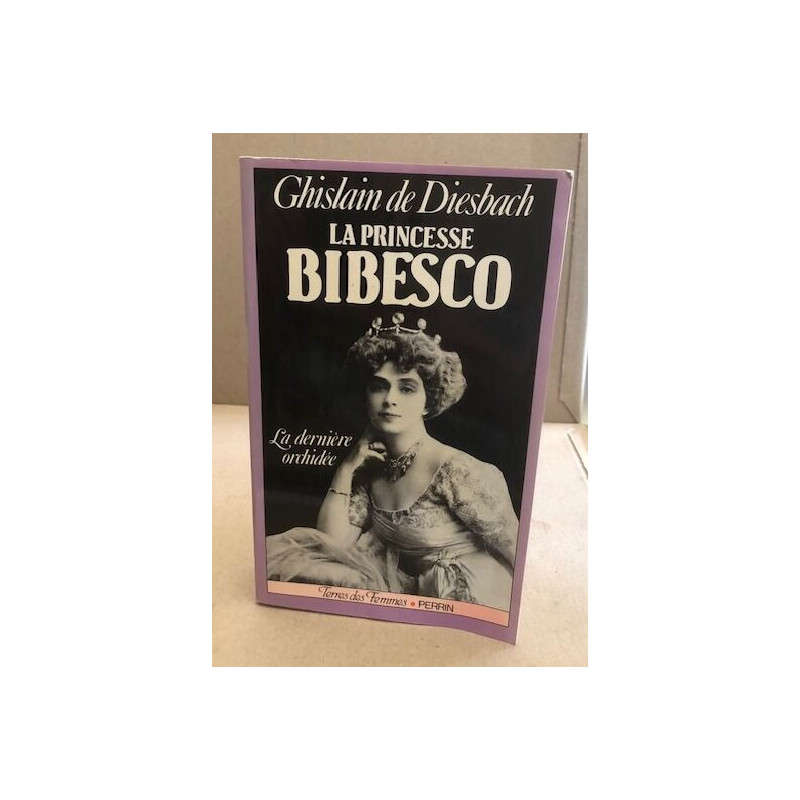 Ghislain de Diesbach
LA PRINCESSE
BIBESCO
La dernière
orchidée
Terres des Femmes • PERRIN